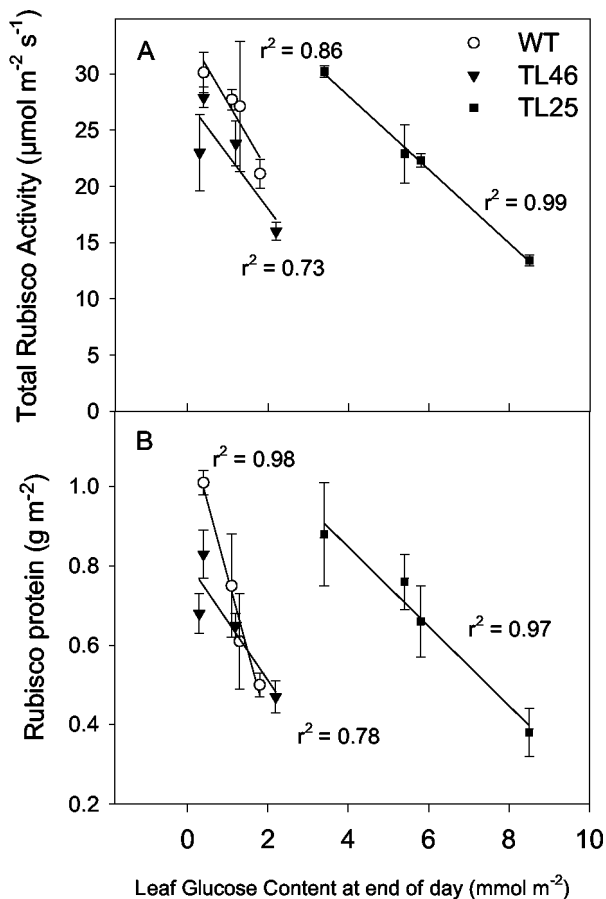 A
r² = 0.86
WT
TL46
TL25
r² = 0.99
r² = 0.73
Total Rubisco Activity (μmol m⁻² s⁻¹)
30
25
20
15
10
5
0
B
r² = 0.98
r² = 0.97
r² = 0.78
Rubisco protein (g m⁻²)
1.0
0.8
0.6
0.4
0.2
0 2 4 6 8 10
Leaf Glucose Content at end of day (mmol m⁻²)